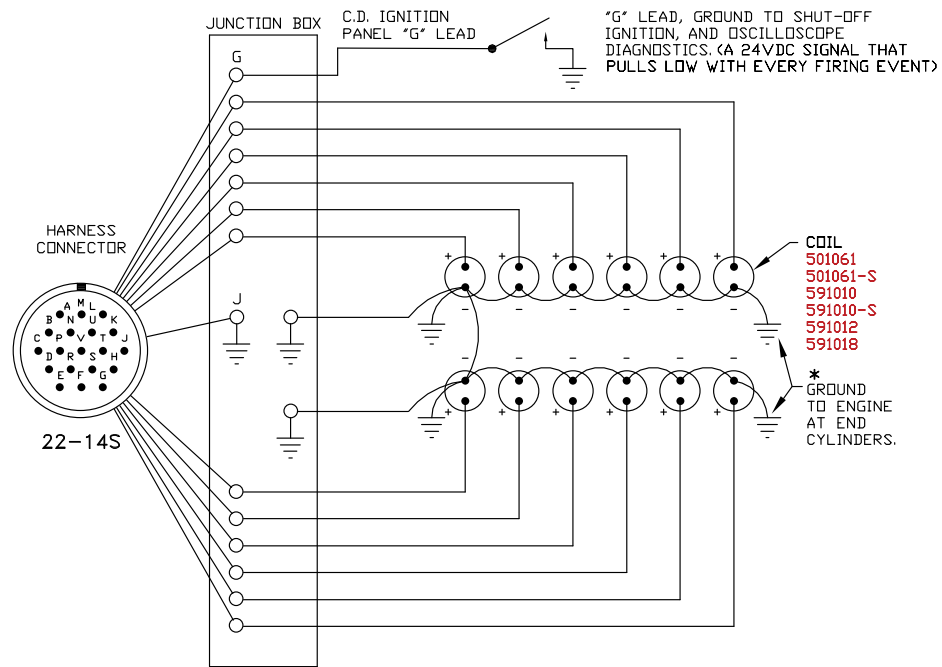 JUNCTION BOX
C.D. IGNITION
PANEL "G" LEAD
"G" LEAD, GROUND TO SHUT-OFF
IGNITION, AND OSCILLOSCOPE
DIAGNOSTICS. (A 24VDC SIGNAL THAT
PULLS LOW WITH EVERY FIRING EVENT)
G
HARNESS
CONNECTOR
A M L
B N U K
C P V T J
D R S H
E F G
22-14S
J
+ + + + + +
- - - - - -
- - - - - -
+ + + + + +
COIL
501061
501061-S
591010
591010-S
591012
591018
*
GROUND
TO ENGINE
AT END
CYLINDERS.